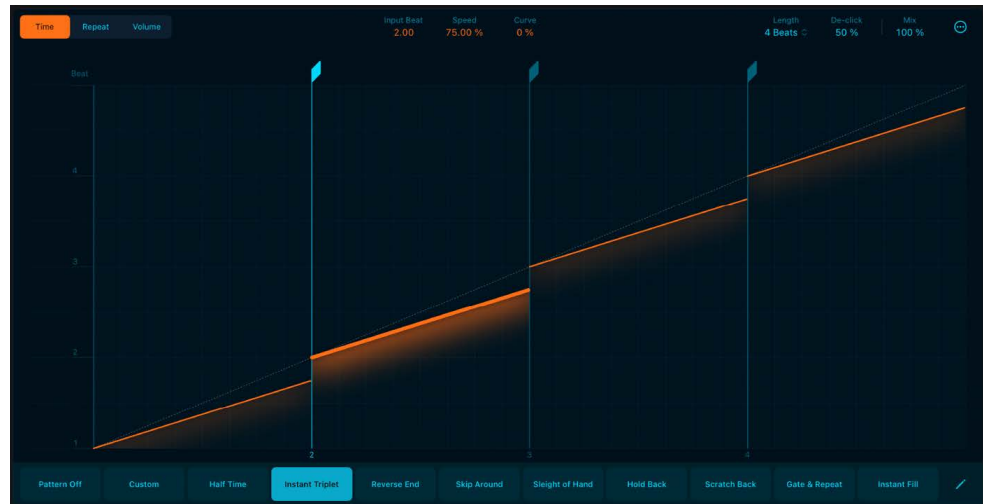 Time Repeat Volume
Input Beat Speed Curve
2.00 75.00 % 0 %
Length De-click Mix
4 Beats 50 % 100 %
Beat
4
3
2
1
2 3 4
Pattern Off Custom Half Time Instant Triplet Reverse End Skip Around Sleight of Hand Hold Back Scratch Back Gate & Repeat Instant Fill